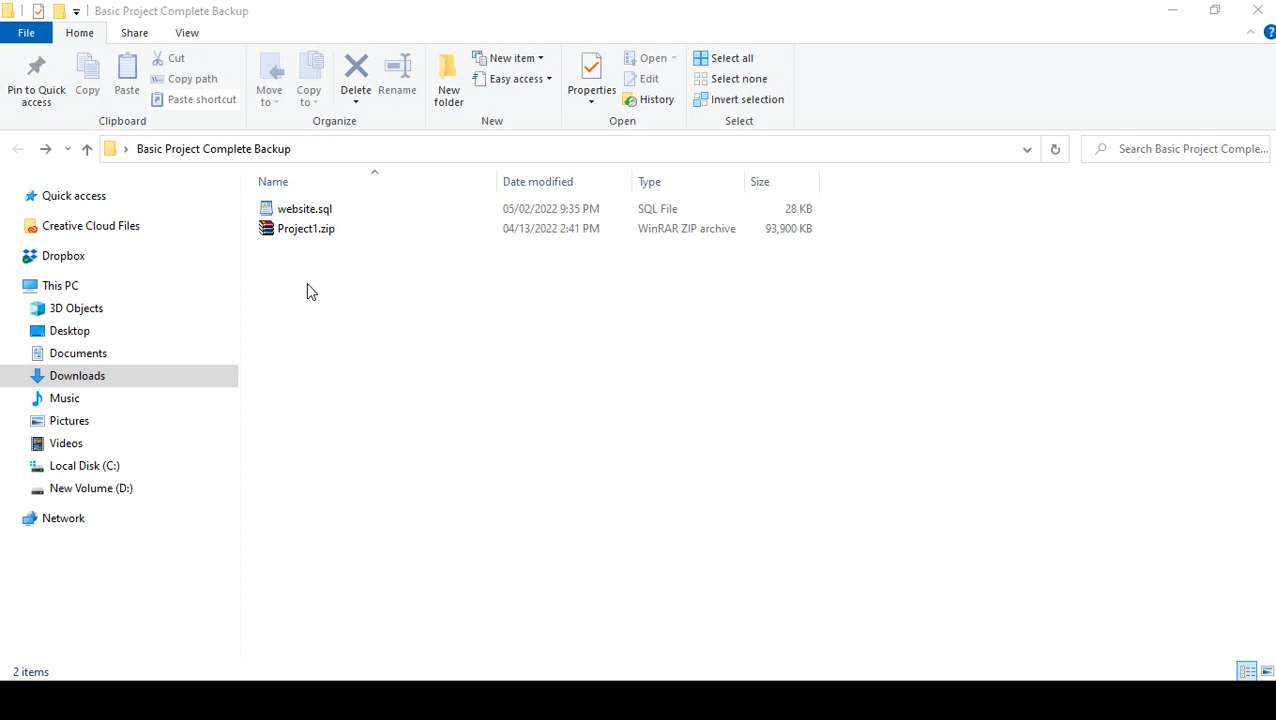 Basic Project Complete Backup
File Home Share View
Pin to Quick access
Copy
Paste
Cut
Copy path
Paste shortcut
Clipboard
Move to
Copy to
Delete
Rename
Organize
New folder
New item
Easy access
New
Properties
Open
Edit
History
Open
Select all
Select none
Invert selection
Select
Basic Project Complete Backup
Search Basic Project Comple...
Name Date modified Type Size
website.sql 05/02/2022 9:35 PM SQL File 28 KB
Project1.zip 04/13/2022 2:41 PM WinRAR ZIP archive 93,900 KB
Quick access
Creative Cloud Files
Dropbox
This PC
3D Objects
Desktop
Documents
Downloads
Music
Pictures
Videos
Local Disk (C:)
New Volume (D:)
Network
2 items